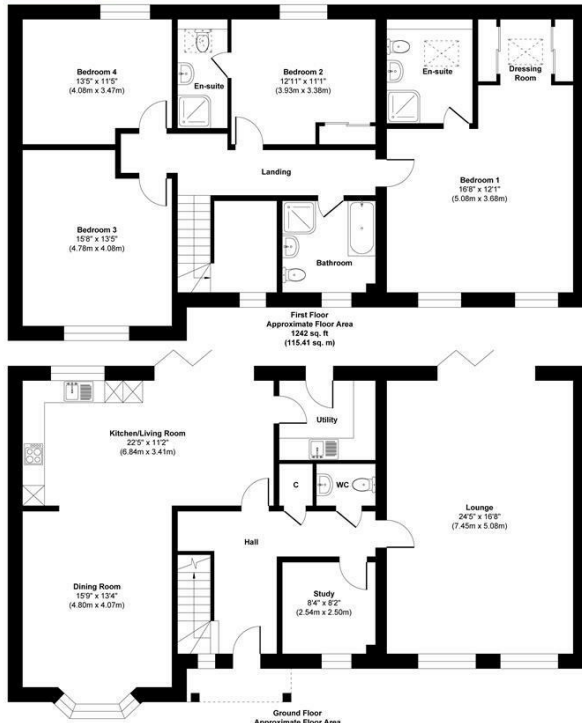 Bedroom 4
13'5" x 11'5"
(4.08m x 3.47m)
En-suite
Bedroom 2
12'11" x 11'1"
(3.93m x 3.38m)
En-suite
Dressing
Room
Landing
Bedroom 1
16'8" x 12'1"
(5.08m x 3.68m)
Bedroom 3
15'8" x 13'5"
(4.78m x 4.08m)
Bathroom
First Floor
Approximate Floor Area
1242 sq. ft
(115.41 sq. m)
Kitchen/Living Room
22'5" x 11'2"
(6.84m x 3.41m)
Utility
C
WC
Lounge
24'5" x 16'8"
(7.45m x 5.08m)
Hall
Dining Room
15'9" x 13'4"
(4.80m x 4.07m)
Study
8'4" x 8'2"
(2.54m x 2.50m)
Ground Floor
Approximate Floor Area